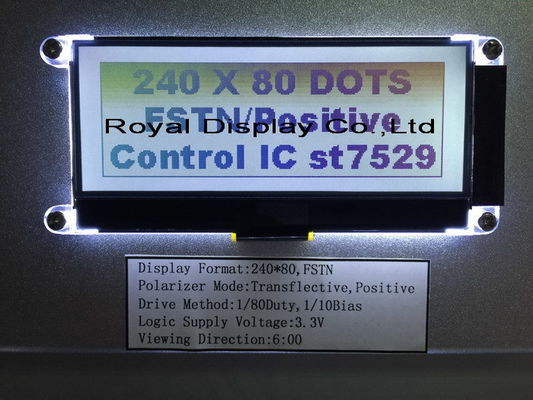 240 X 80 DOTS
FSTN/Positive
Royal Display Co.,Ltd
Control IC st7529
Display Format:240*80,FSTN
Polarizer Mode:Transflective,Positive
Drive Method:1/80Duty,1/10Bias
Logic Supply Voltage:3.3V
Viewing Direction:6:00